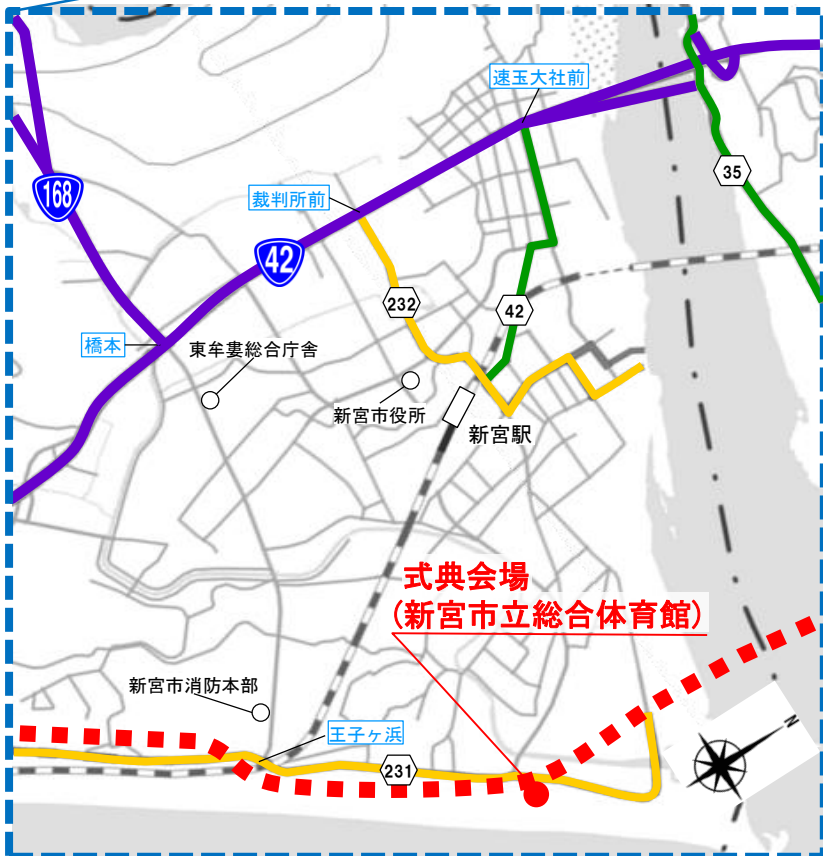 速玉大社前
35
168
裁判所前
42
232
42
橋本
東牟婁総合庁舎
新宮市役所
新宮駅
式典会場
(新宮市立総合体育館)
新宮市消防本部
王子ヶ浜
231
N